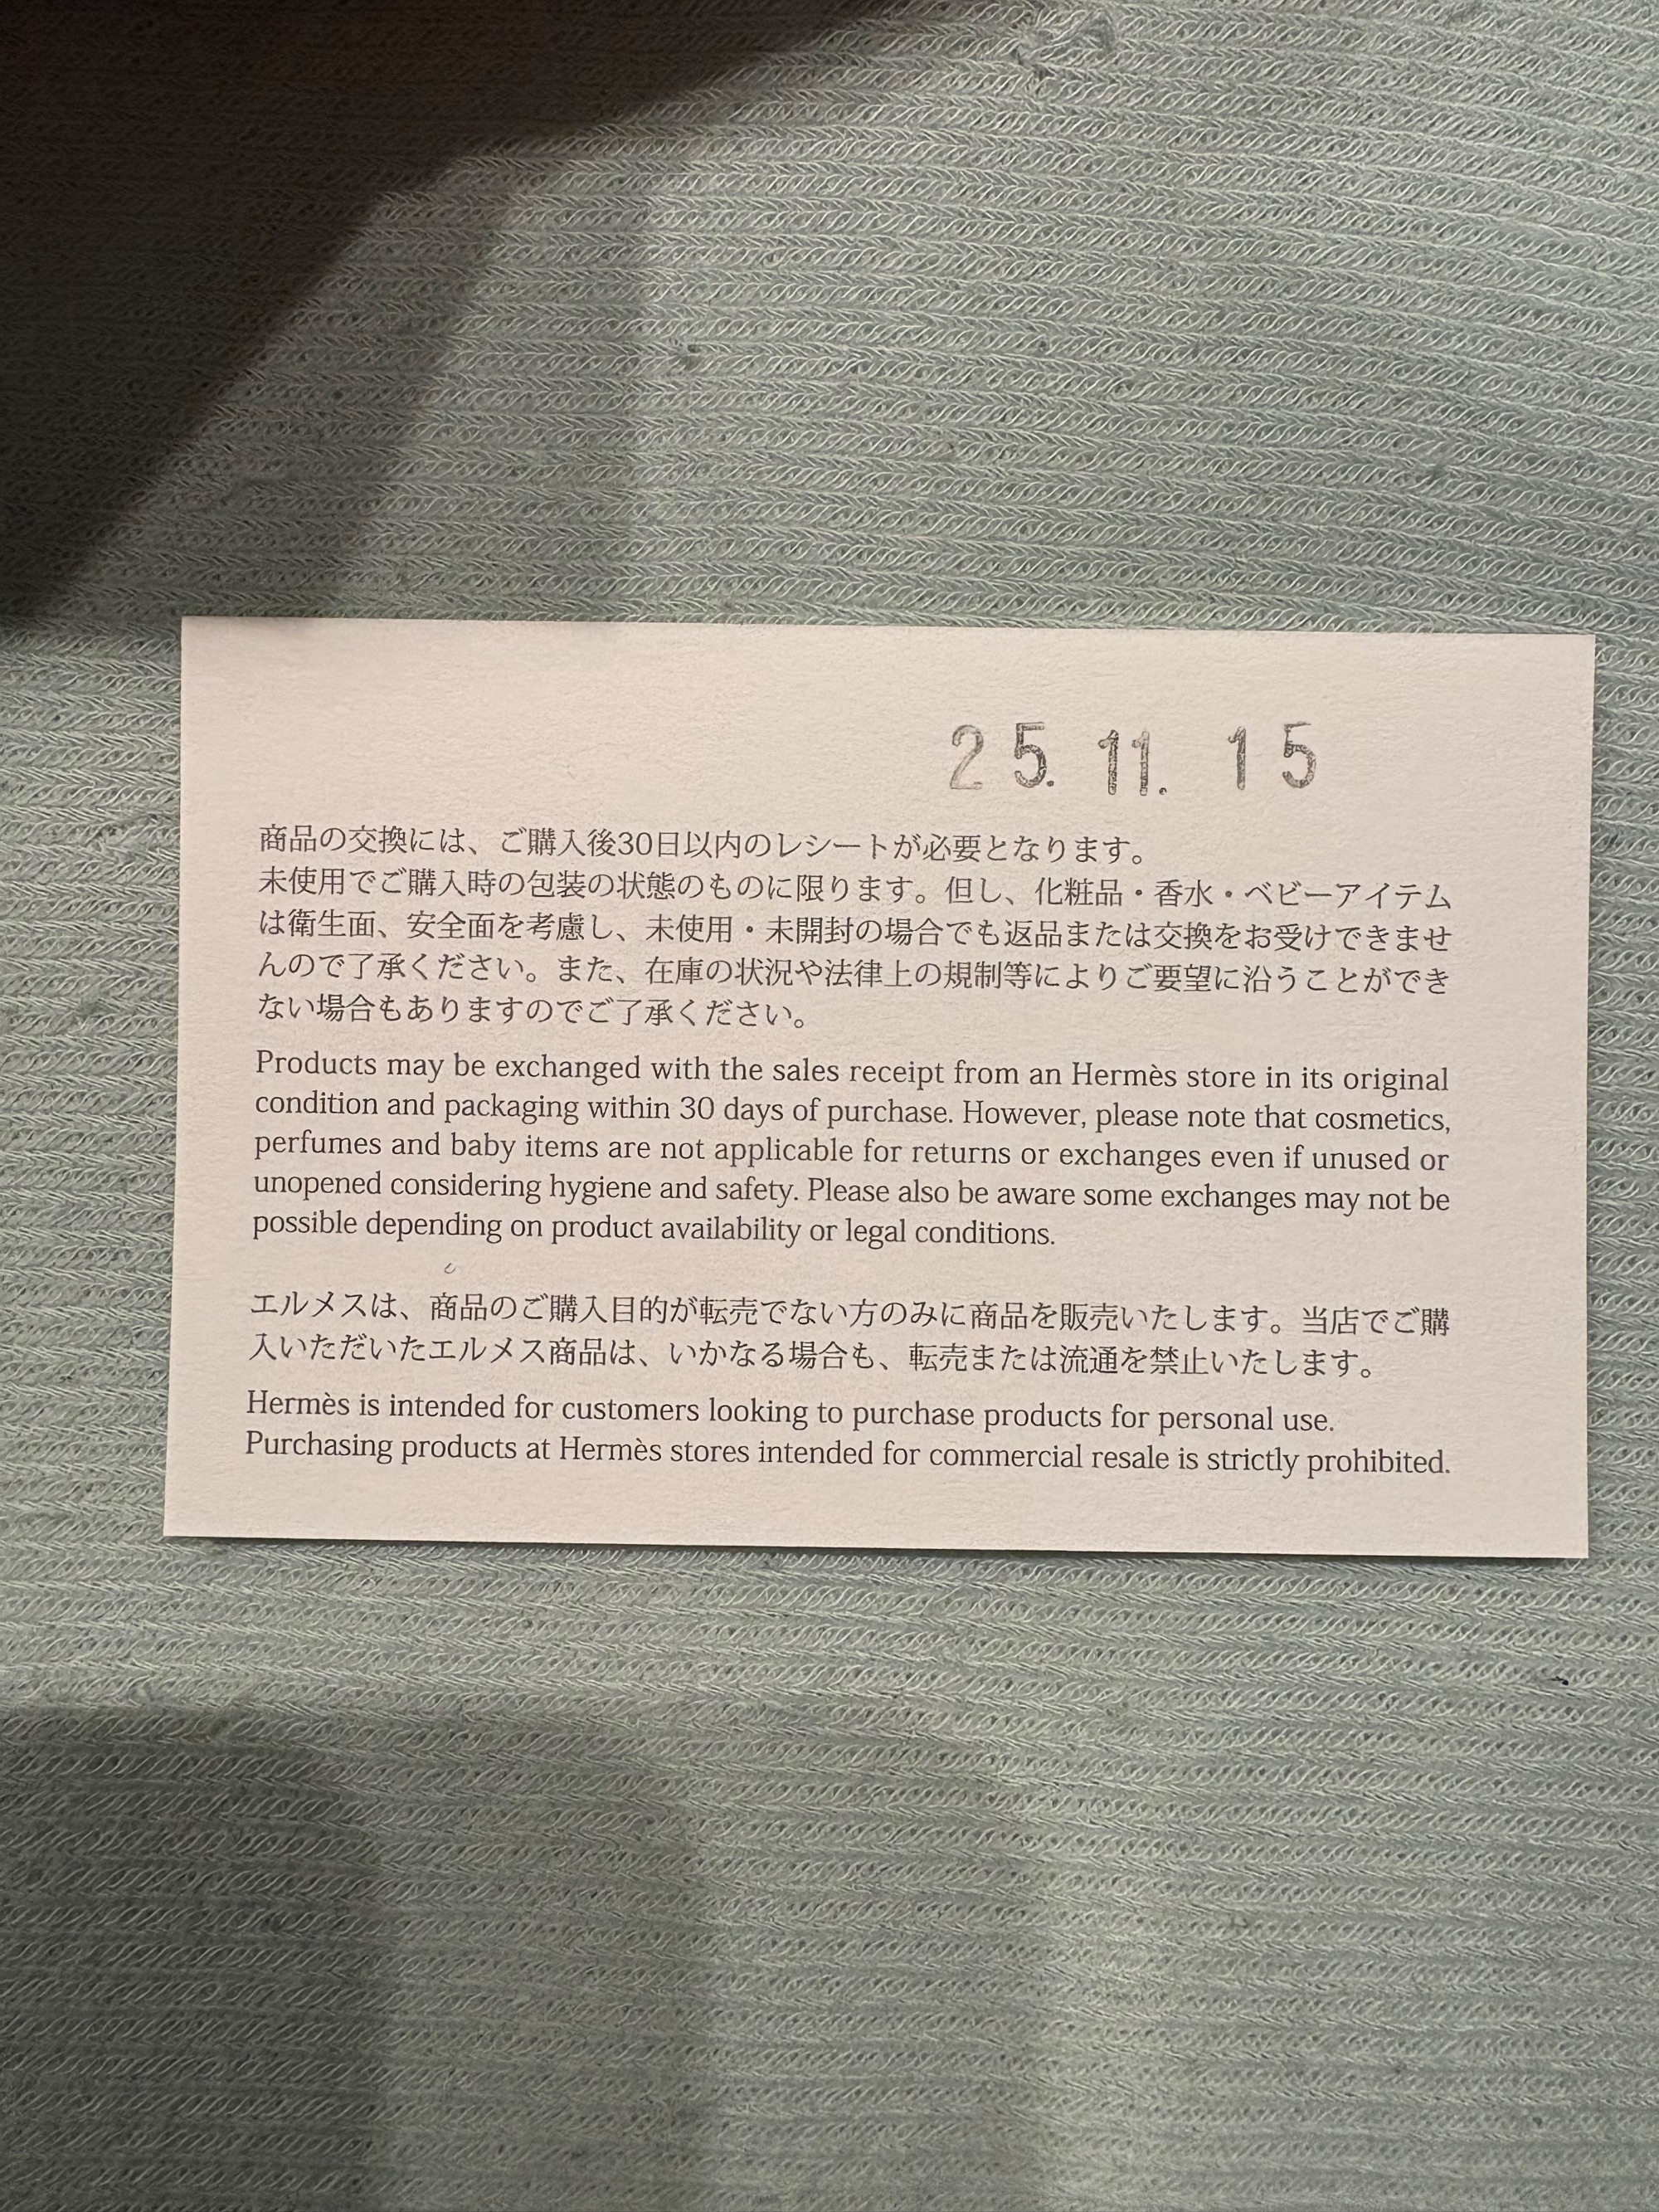 25. 11. 15
商品の交換には、ご購入後30日以内のレシートが必要となります。
未使用でご購入時の包装の状態のものに限ります。但し、化粧品・香水・ベビーアイテム
は衛生面、安全面を考慮し、未使用・未開封の場合でも返品または交換をお受けできませ
んので了承ください。また、在庫の状況や法律上の規制等によりご要望に沿うことができ
ない場合もありますのでご了承ください。
Products may be exchanged with the sales receipt from an Hermès store in its original
condition and packaging within 30 days of purchase. However, please note that cosmetics,
perfumes and baby items are not applicable for returns or exchanges even if unused or
unopened considering hygiene and safety. Please also be aware some exchanges may not be
possible depending on product availability or legal conditions.
エルメスは、商品のご購入目的が転売でない方のみに商品を販売いたします。当店でご購
入いただいたエルメス商品は、いかなる場合も、転売または流通を禁止いたします。
Hermès is intended for customers looking to purchase products for personal use.
Purchasing products at Hermès stores intended for commercial resale is strictly prohibited.